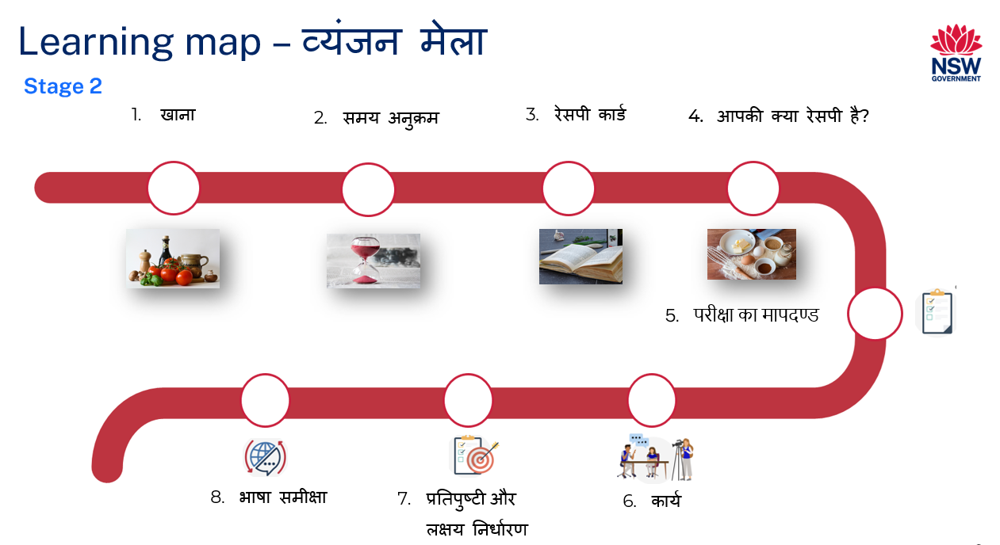 Learning map – व्यंजन मेला
NSW
GOVERNMENT
Stage 2
1. खाना
2. समय अनुक्रम
3. रेसपी कार्ड
4. आपकी क्या रेसपी है?
5. परीक्षा का मापदण्ड
8. भाषा समीक्षा
7. प्रतिपुष्टी और
लक्षय निर्धारण
6. कार्य